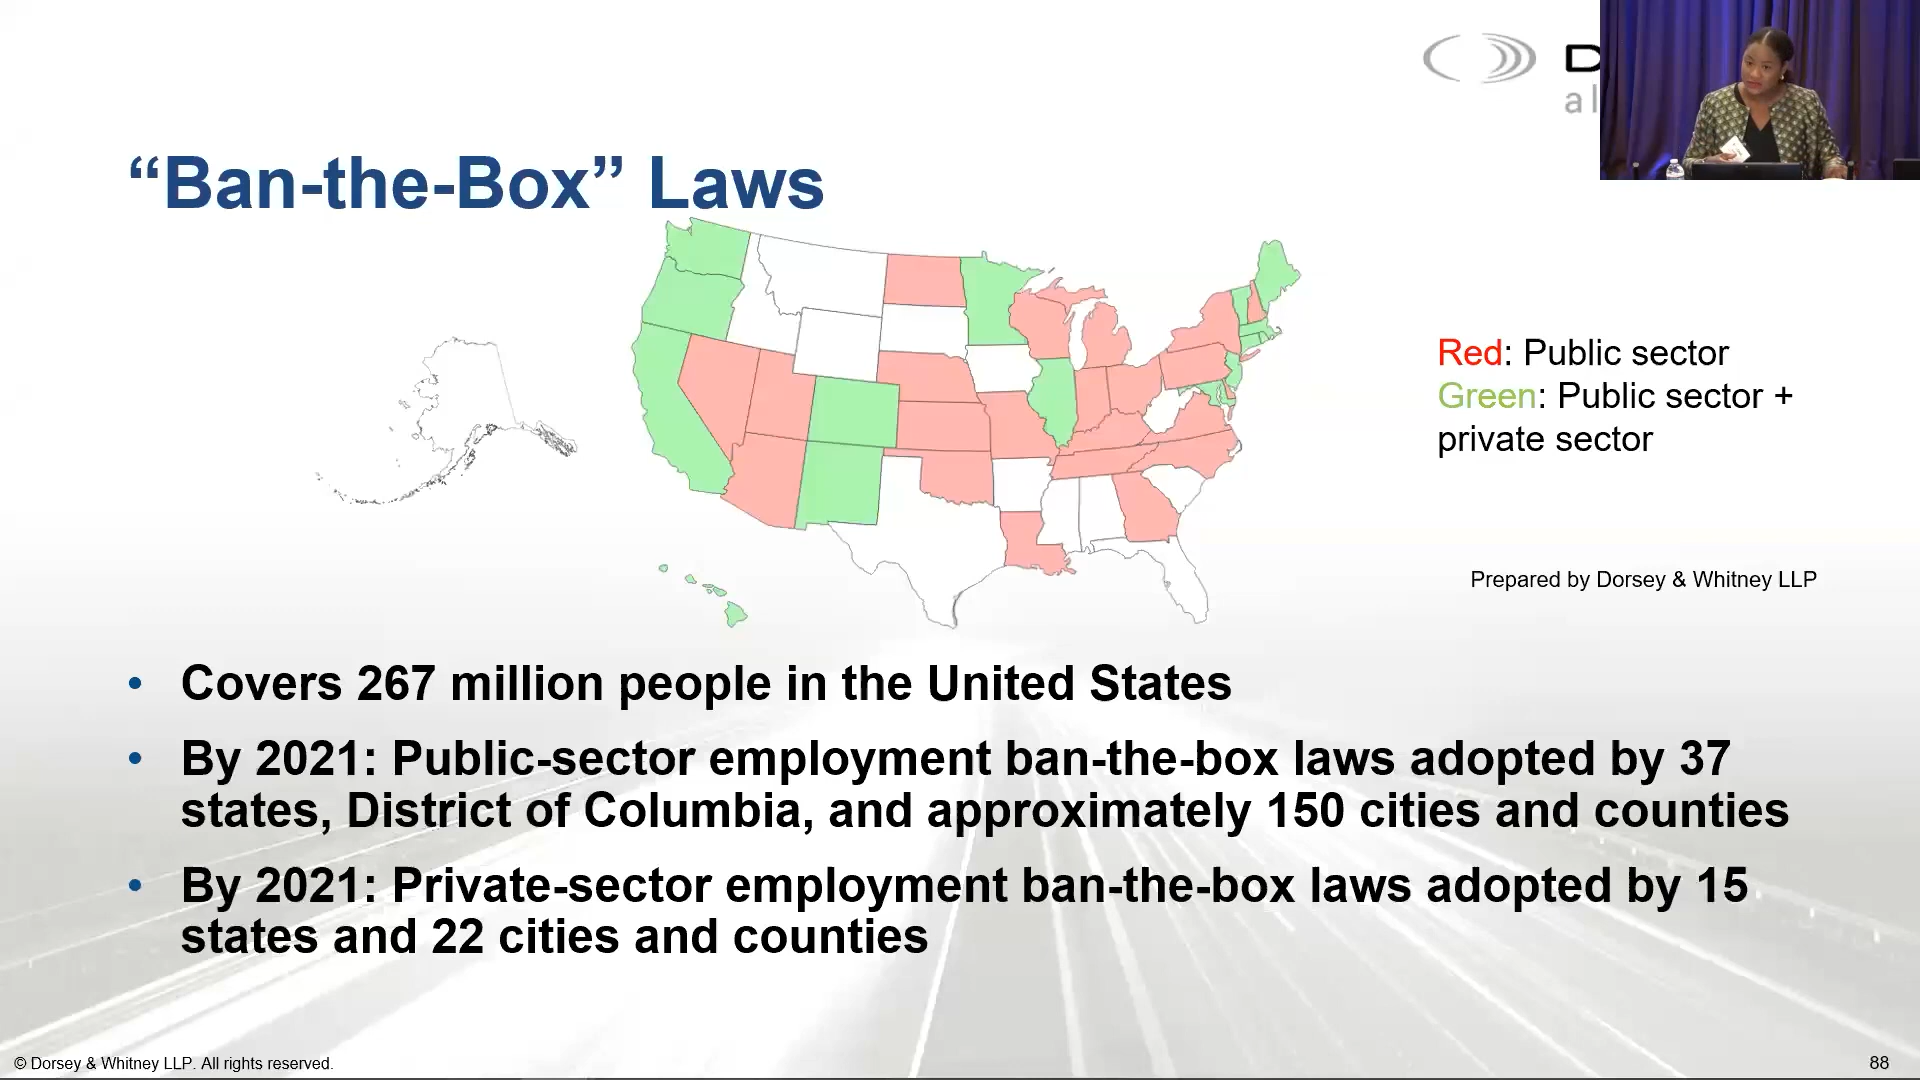 “Ban-the-Box” Laws
Red: Public sector
Green: Public sector +
private sector
Prepared by Dorsey & Whitney LLP
• Covers 267 million people in the United States
• By 2021: Public-sector employment ban-the-box laws adopted by 37
states, District of Columbia, and approximately 150 cities and counties
• By 2021: Private-sector employment ban-the-box laws adopted by 15
states and 22 cities and counties
© Dorsey & Whitney LLP. All rights reserved.
88